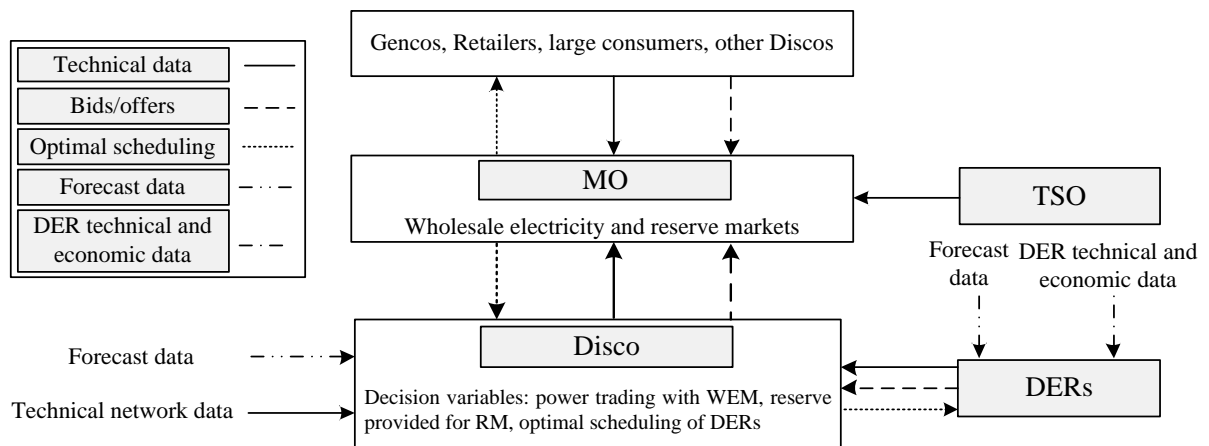 Gencos, Retailers, large consumers, other Discos
Technical data
Bids/offers
Optimal scheduling
Forecast data
DER technical and
economic data
MO
Wholesale electricity and reserve markets
TSO
Forecast
data
DER technical and
economic data
Disco
Decision variables: power trading with WEM, reserve
provided for RM, optimal scheduling of DERs
Forecast data
Technical network data
DERs